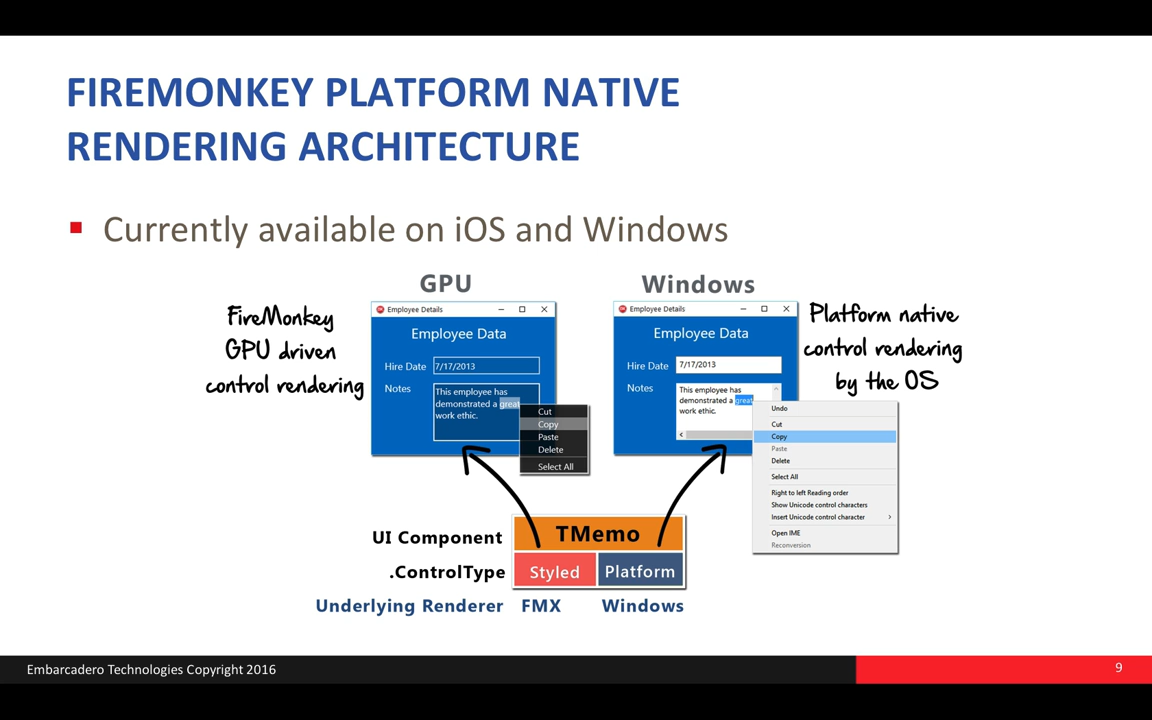 FIREMONKEY PLATFORM NATIVE
RENDERING ARCHITECTURE
Currently available on iOS and Windows
GPU
Windows
FireMonkey
GPU driven
control rendering
Employee Details
Employee Data
Hire Date 7/17/2013
Notes
This employee has
demonstrated a great
work ethic.
Cut
Copy
Paste
Delete
Select All
Employee Details
Employee Data
Hire Date 7/17/2013
Notes
This employee has
demonstrated a great
work ethic.
Undo
Cut
Copy
Paste
Delete
Select All
Right to left Reading order
Show Unicode control characters
Insert Unicode control character
Open IME
Reconversion
Platform native
control rendering
by the OS
UI Component TMemo
.ControlType Styled Platform
Underlying Renderer FMX Windows
Embarcadero Technologies Copyright 2016
9